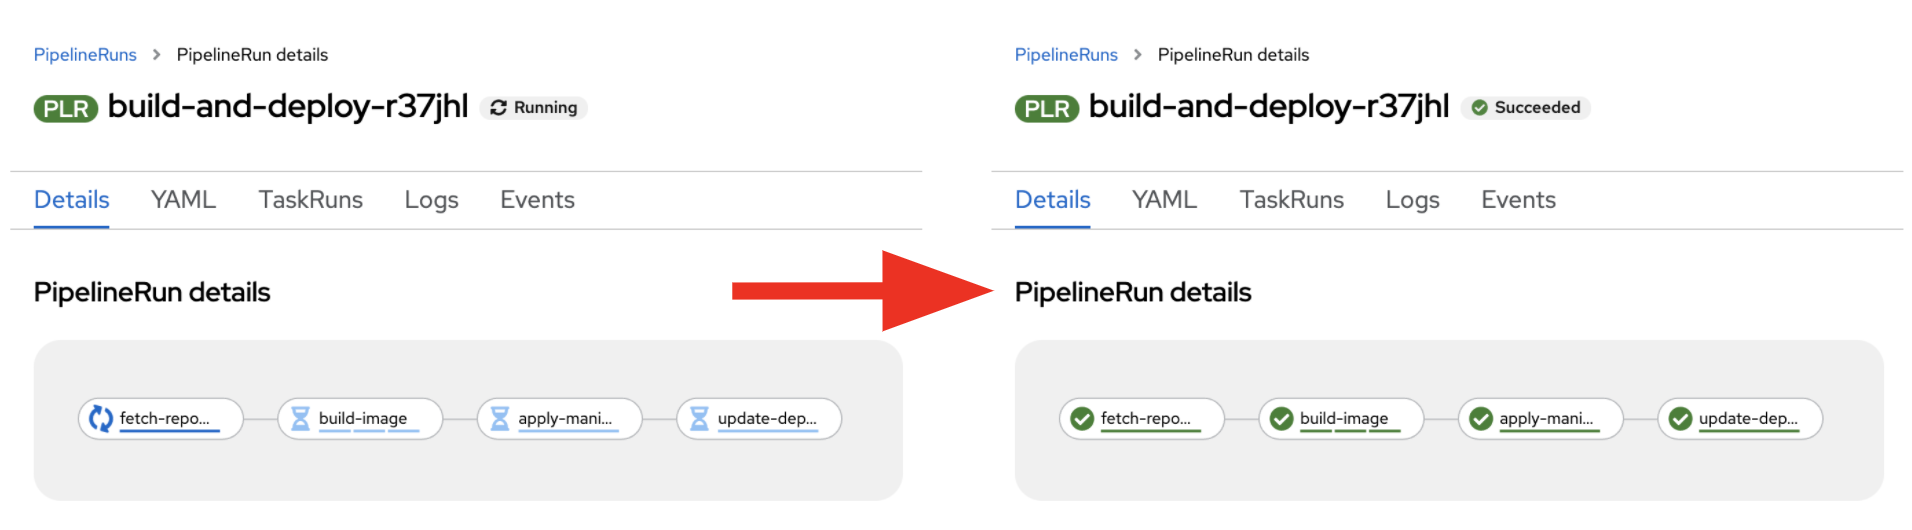 PipelineRuns > PipelineRun details
PLR build-and-deploy-r37jhl Running
Details YAML TaskRuns Logs Events
PipelineRun details
fetch-repo... build-image apply-mani... update-dep...
PipelineRuns > PipelineRun details
PLR build-and-deploy-r37jhl Succeeded
Details YAML TaskRuns Logs Events
PipelineRun details
fetch-repo... build-image apply-mani... update-dep...